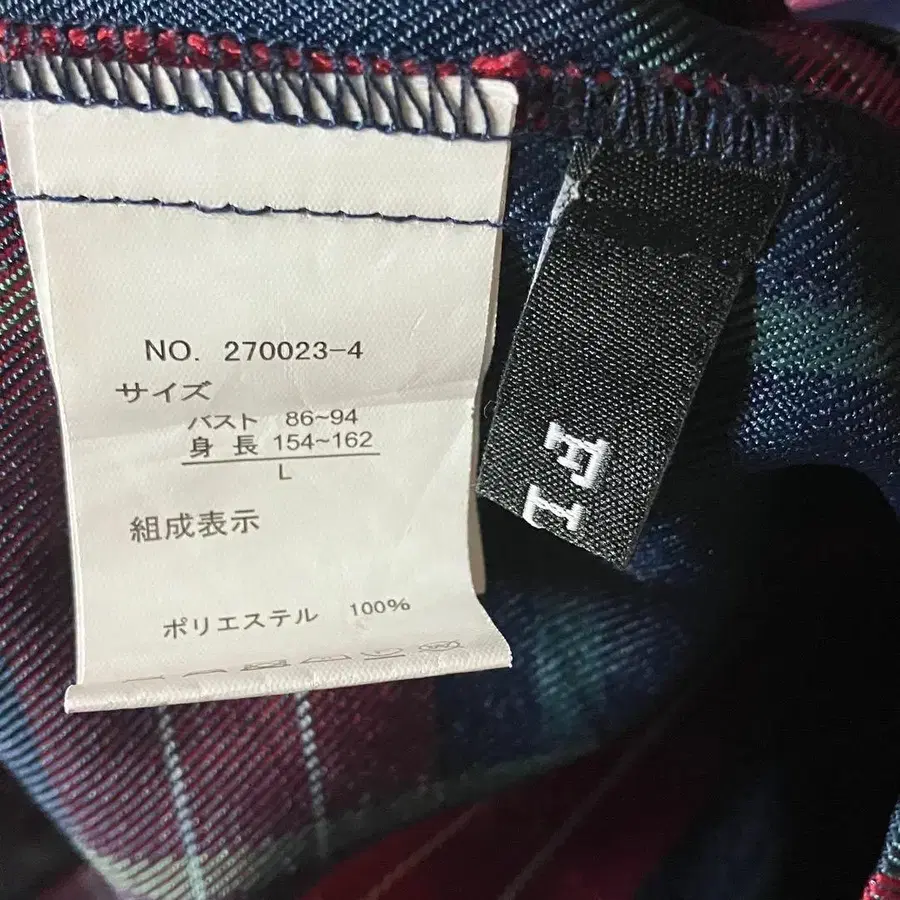 NO. 270023-4
サイズ
バスト 86~94
身 長 154~162
L
組成表示
ポリエステル 100%